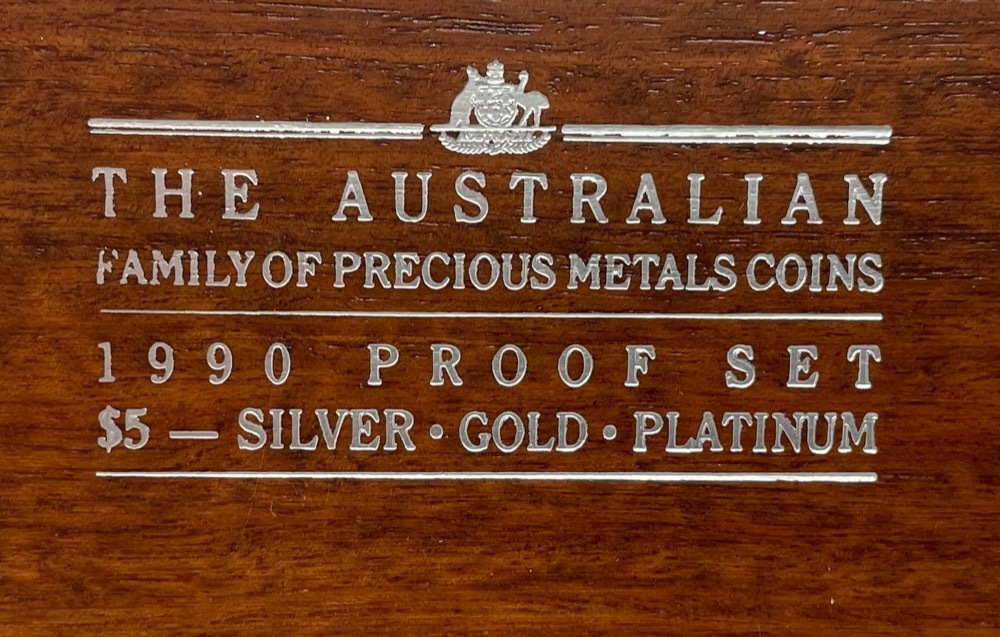 THE AUSTRALIAN
FAMILY OF PRECIOUS METALS COINS
1990 PROOF SET
$5 — SILVER · GOLD · PLATINUM